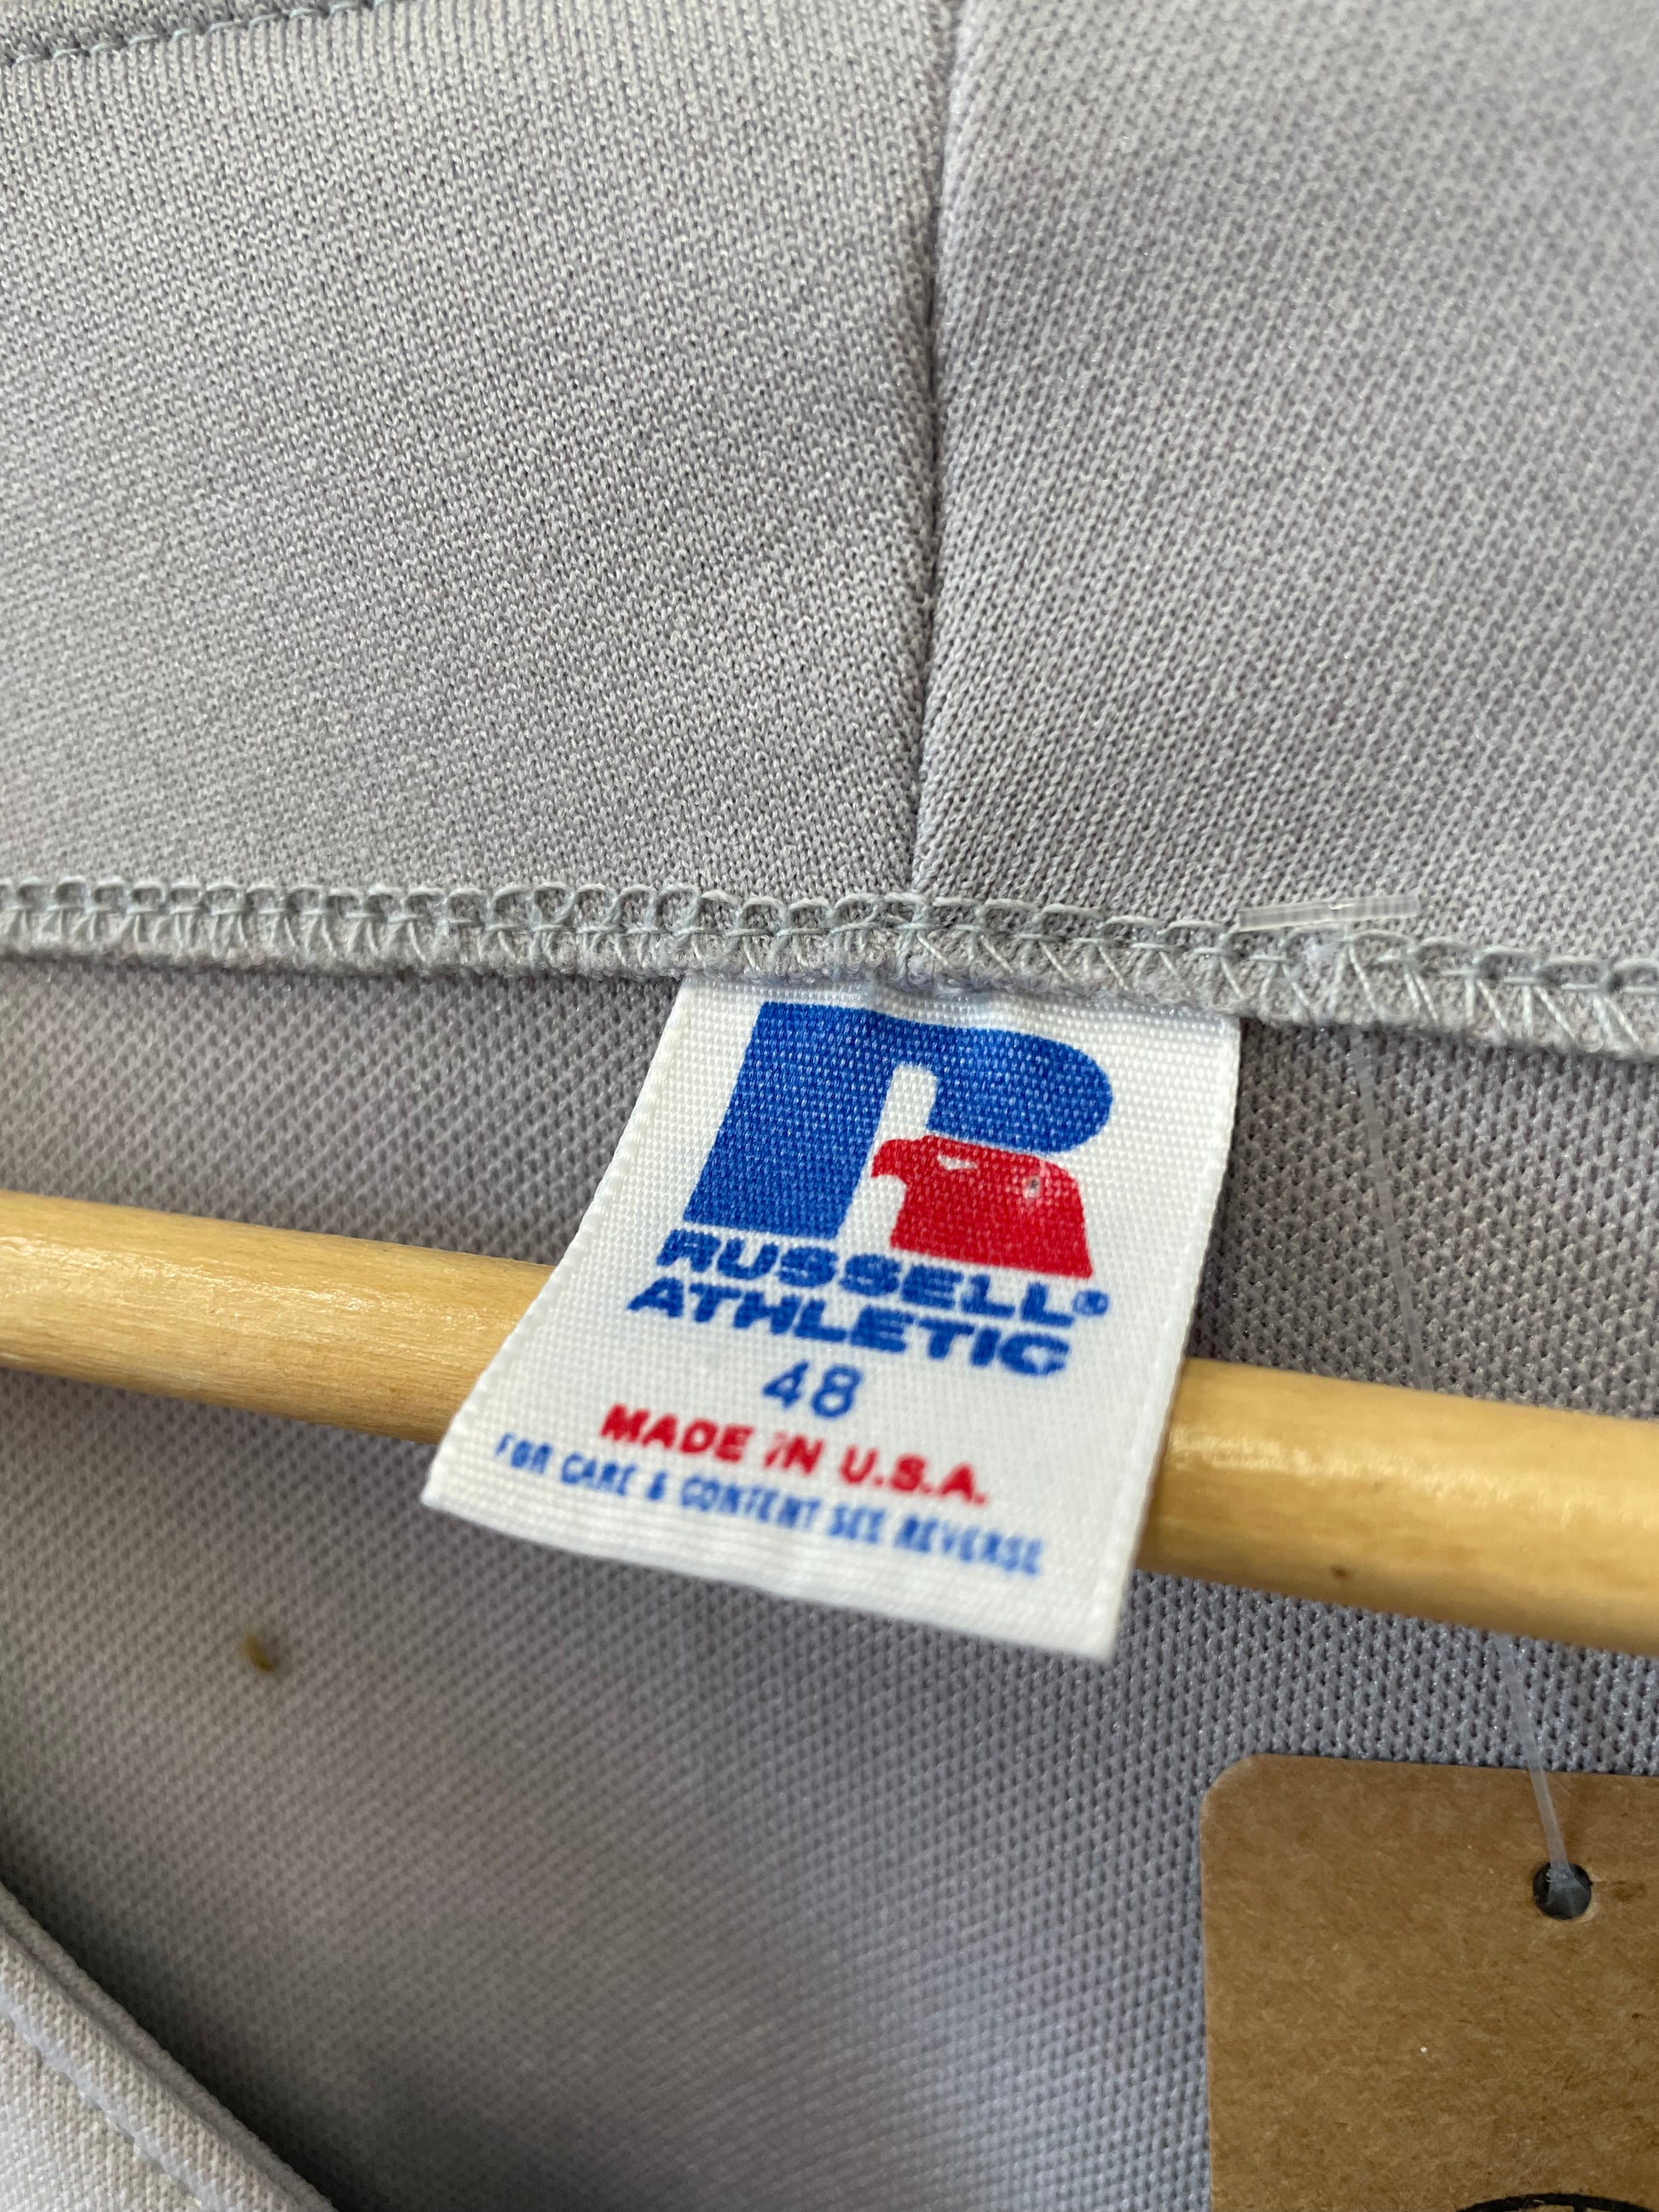 R
RUSSELL®
ATHLETIC
48
MADE IN U.S.A.
FOR CARE & CONTENT SEE REVERSE